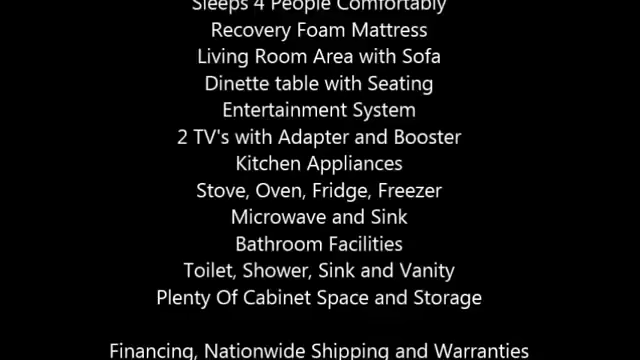 Sleeps 4 People Comfortably
Recovery Foam Mattress
Living Room Area with Sofa
Dinette table with Seating
Entertainment System
2 TV's with Adapter and Booster
Kitchen Appliances
Stove, Oven, Fridge, Freezer
Microwave and Sink
Bathroom Facilities
Toilet, Shower, Sink and Vanity
Plenty Of Cabinet Space and Storage
Financing, Nationwide Shipping and Warranties